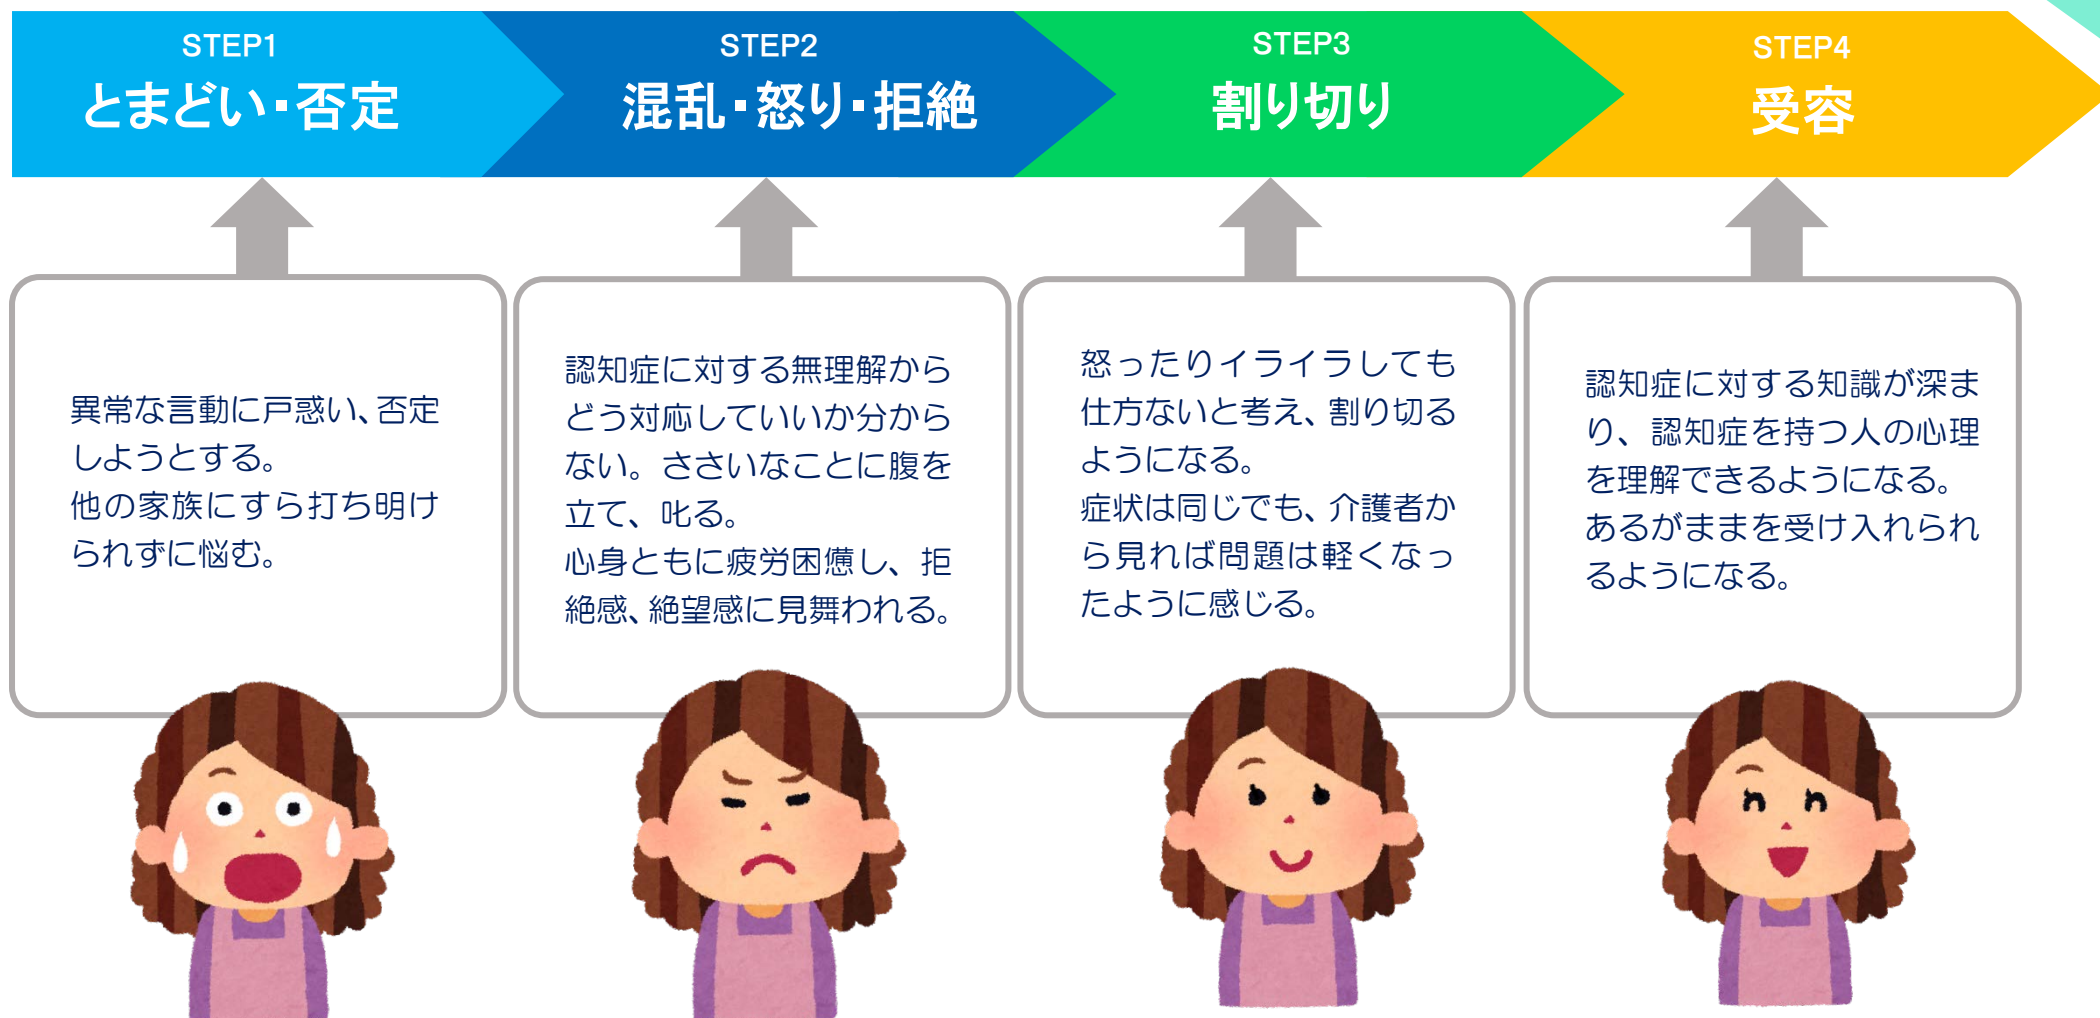 STEP1
とまどい・否定
STEP2
混乱・怒り・拒絶
STEP3
割り切り
STEP4
受容
異常な言動に戸惑い、否定
しようとする。
他の家族にすら打ち明け
られずに悩む。
認知症に対する無理解から
どう対応していいか分から
ない。ささいなことに腹を
立て、叱る。
心身ともに疲労困憊し、拒
絶感、絶望感に見舞われる。
怒ったりイライラしても
仕方ないと考え、割り切る
ようになる。
症状は同じでも、介護者か
ら見れば問題は軽くなっ
たように感じる。
認知症に対する知識が深ま
り、認知症を持つ人の心理
を理解できるようになる。
あるがままを受け入れられ
るようになる。